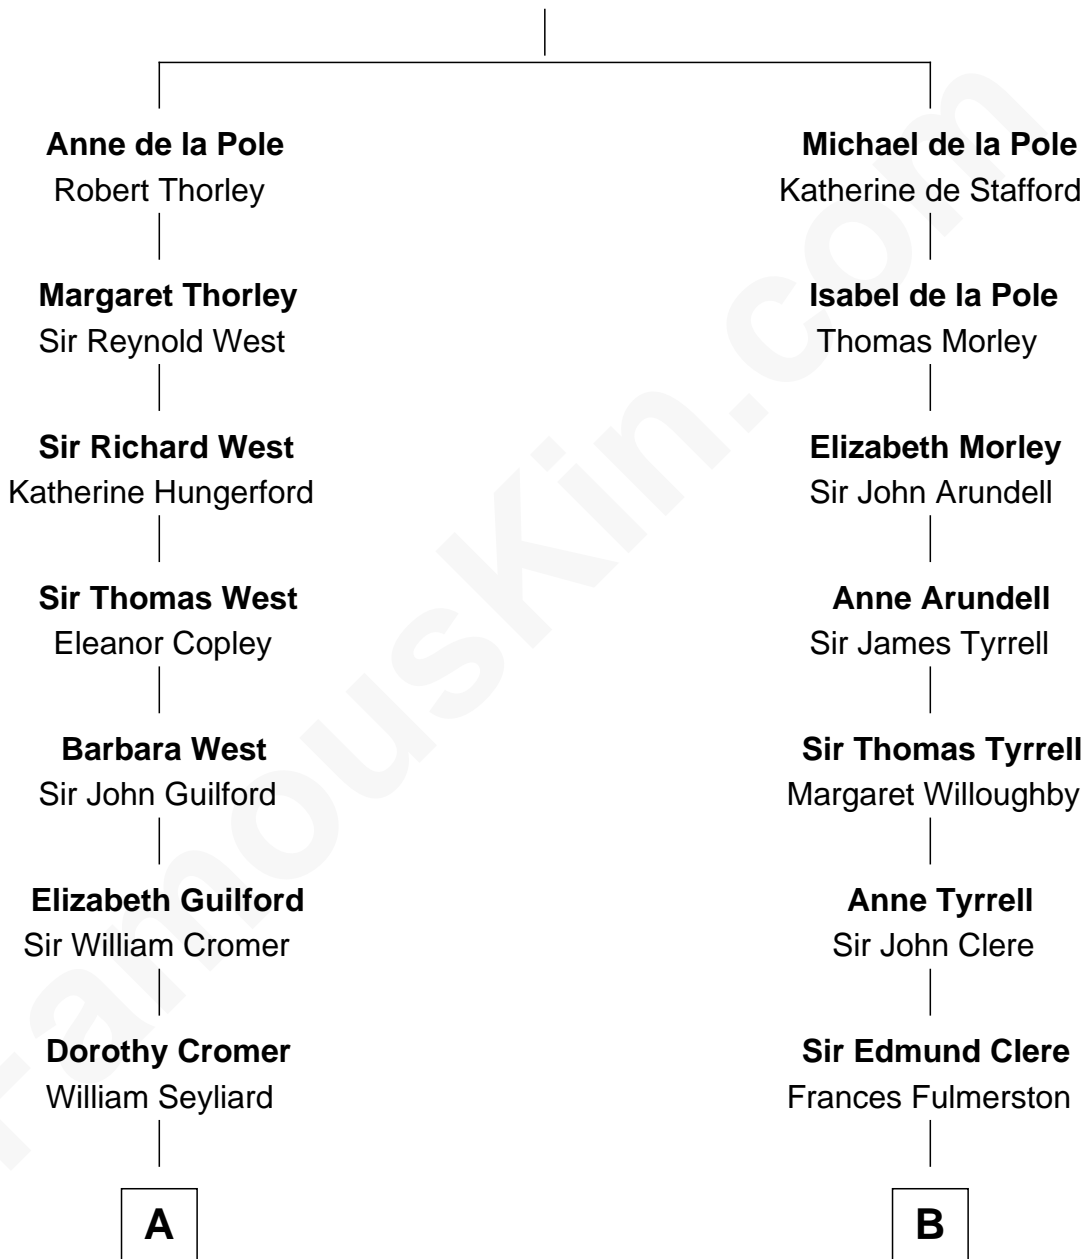 Anne de la Pole
Robert Thorley
Margaret Thorley
Sir Reynold West
Sir Richard West
Katherine Hungerford
Sir Thomas West
Eleanor Copley
Barbara West
Sir John Guilford
Elizabeth Guilford
Sir William Cromer
Dorothy Cromer
William Seyliard
A
Michael de la Pole
Katherine de Stafford
Isabel de la Pole
Thomas Morley
Elizabeth Morley
Sir John Arundell
Anne Arundell
Sir James Tyrrell
Sir Thomas Tyrrell
Margaret Willoughby
Anne Tyrrell
Sir John Clere
Sir Edmund Clere
Frances Fulmerston
B
FamousKin.com